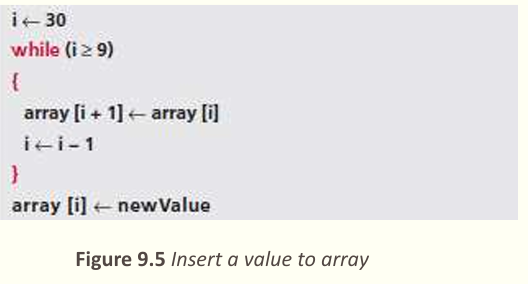 i ← 30
while (i ≥ 9)
{
array [i + 1] ← array [i]
i ← i – 1
}
array [i] ← newValue
Figure 9.5 Insert a value to array